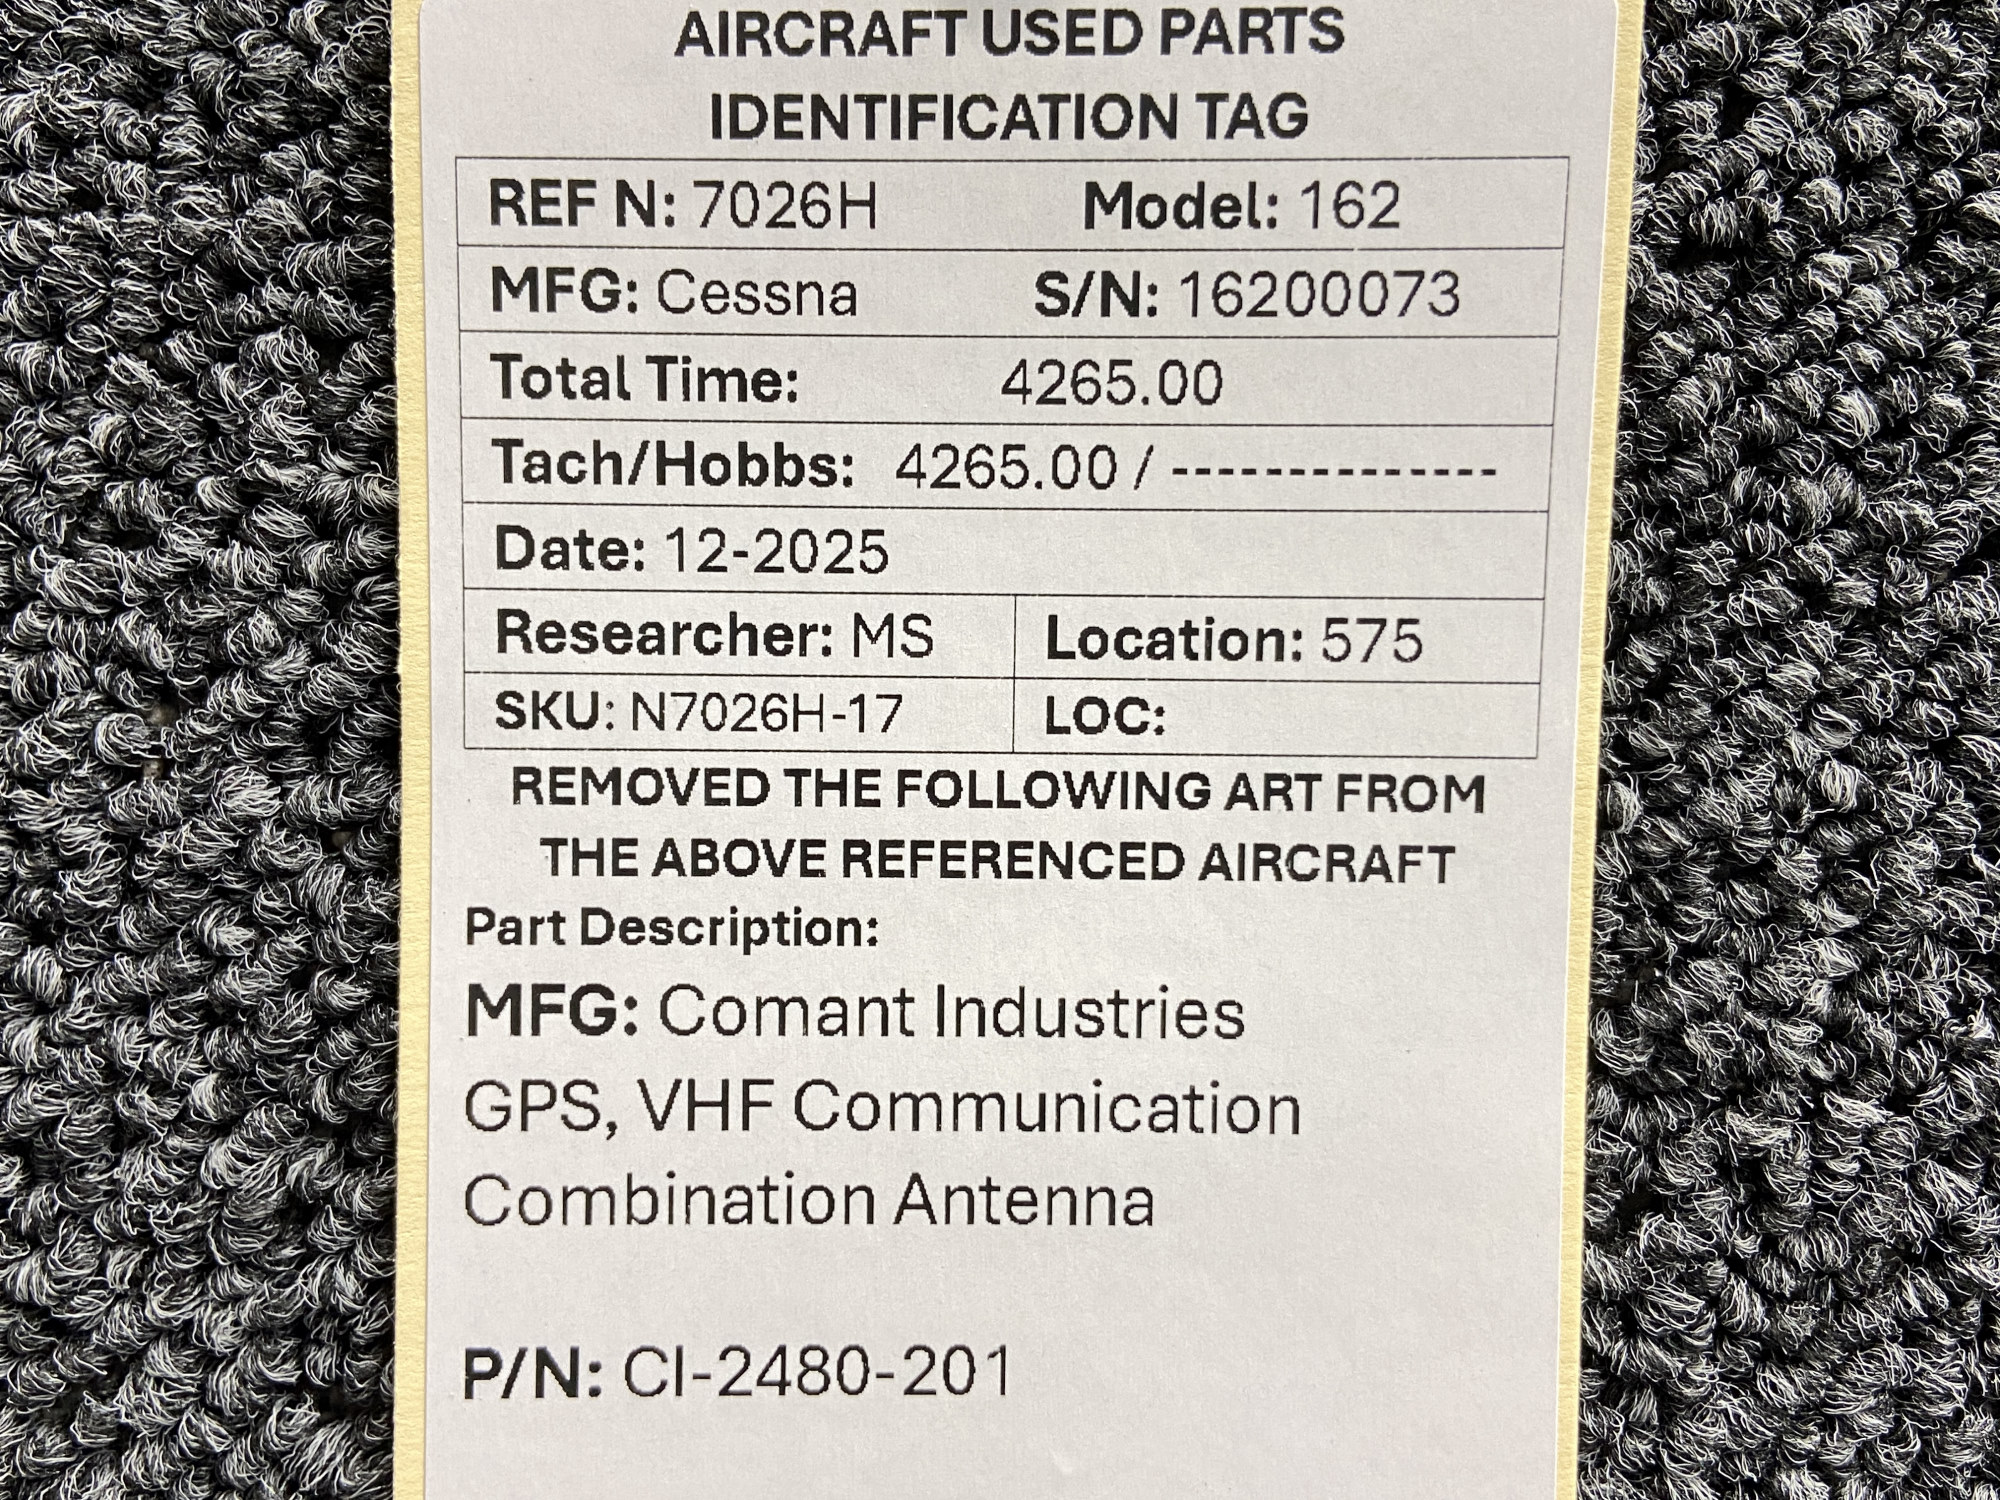 AIRCRAFT USED PARTS
IDENTIFICATION TAG
REF N: 7026H Model: 162
MFG: Cessna S/N: 16200073
Total Time: 4265.00
Tach/Hobbs: 4265.00 / --------------
Date: 12-2025
Researcher: MS Location: 575
SKU: N7026H-17 LOC:
REMOVED THE FOLLOWING ART FROM
THE ABOVE REFERENCED AIRCRAFT
Part Description:
MFG: Comant Industries
GPS, VHF Communication
Combination Antenna
P/N: CI-2480-201